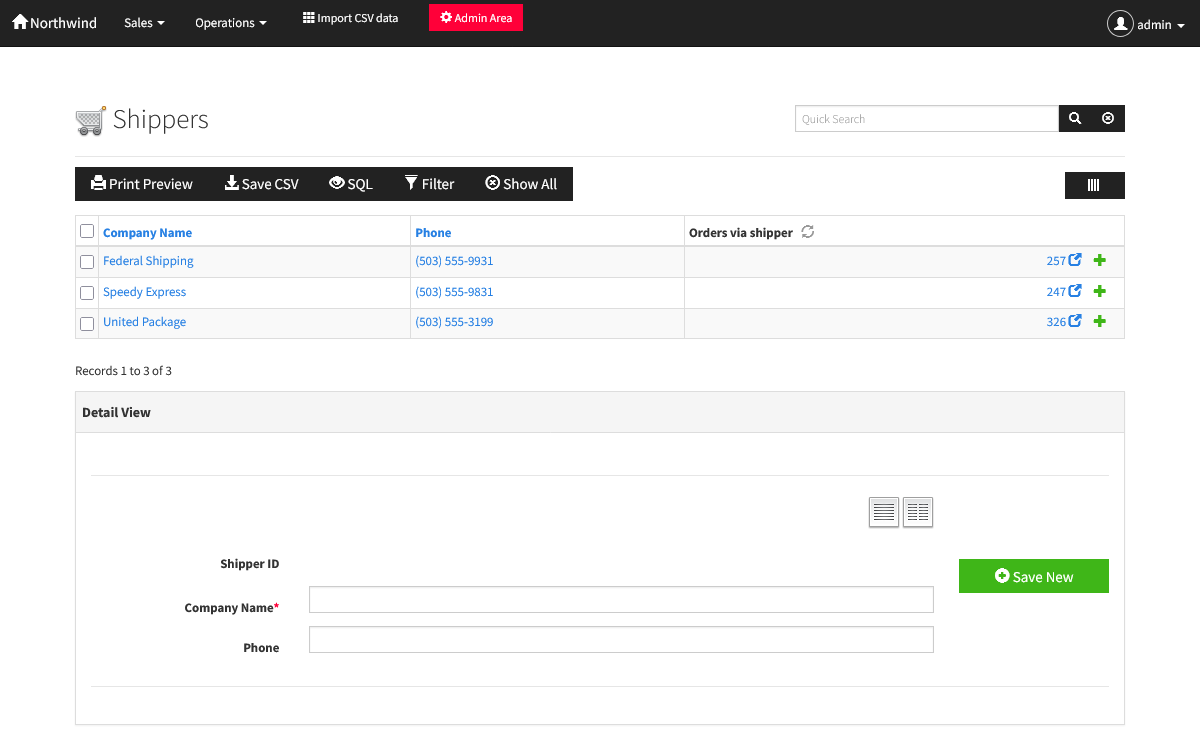 Northwind Sales Operations Import CSV data Admin Area admin
Shippers
Quick Search
Print Preview Save CSV SQL Filter Show All
Company Name Phone Orders via shipper
Federal Shipping (503) 555-9931 257
Speedy Express (503) 555-9831 247
United Package (503) 555-3199 326
Records 1 to 3 of 3
Detail View
Shipper ID
Save New
Company Name*
Phone